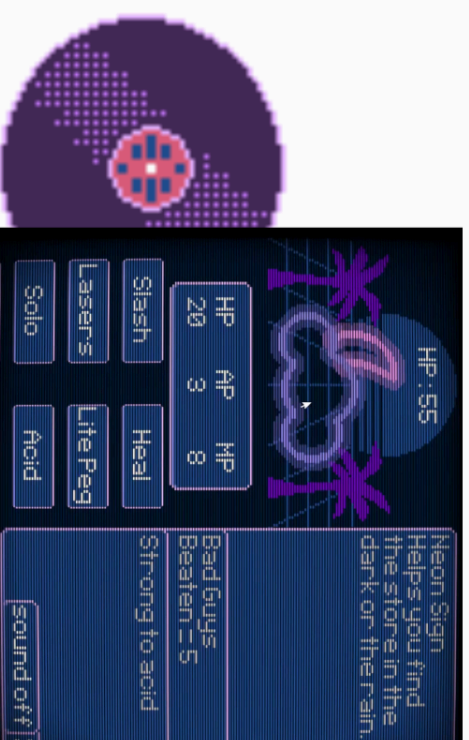 HP:55
HP AP MP
20 3 8
Slash Heal
Lasers Lite Peg
Solo Acid
Neon Sign
Helps you find
the store in the
dark or the rain.
Bad Guys
Beaten = 5
Strong to acid
sound off